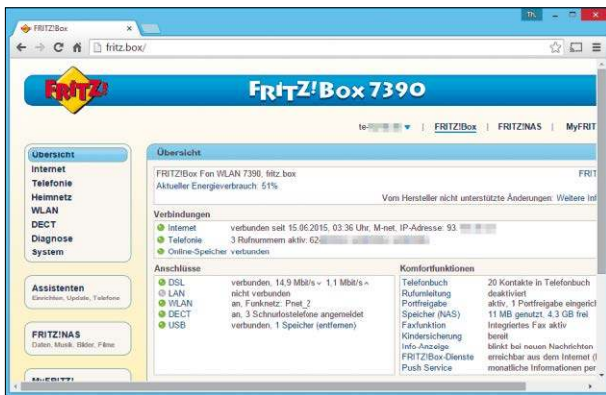 Th.
FRITZ!Box
fritz.box/
FRITZ!
FRITZ!Box 7390
te- | FRITZ!Box | FRITZ!NAS | MyFRIT
Übersicht
Internet
Telefonie
Heimnetz
WLAN
DECT
Diagnose
System
Assistenten
Einrichten, Update, Telefone
FRITZ!NAS
Daten, Musik, Bilder, Filme
MyFRITZ!
Übersicht
FRITZ!Box Fon WLAN 7390, fritz.box FRIT
Aktueller Energieverbrauch: 51%
Vom Hersteller nicht unterstützte Änderungen: Weitere Inf
Verbindungen
Internet verbunden seit 15.06.2015, 03:36 Uhr, M-net, IP-Adresse: 93.
Telefonie 3 Rufnummern aktiv: 62
Online-Speicher verbunden
Anschlüsse
DSL verbunden, 14,9 Mbit/s 1,1 Mbit/s
LAN nicht verbunden
WLAN an, Funknetz: Pnet_2
DECT an, 3 Schnurlostelefone angemeldet
USB verbunden, 1 Speicher (entfernen)
Komfortfunktionen
Telefonbuch 20 Kontakte in Telefonbuch
Rufumleitung deaktiviert
Portfreigabe aktiv, 1 Portfreigabe eingerich
Speicher (NAS) 11 MB genutzt, 4,3 GB frei
Faxfunktion Integriertes Fax aktiv
Kindersicherung bereit
Info-Anzeige blinkt bei neuen Nachrichten
FRITZ!Box-Dienste erreichbar aus dem Internet (
Push Service monatliche Informationen per